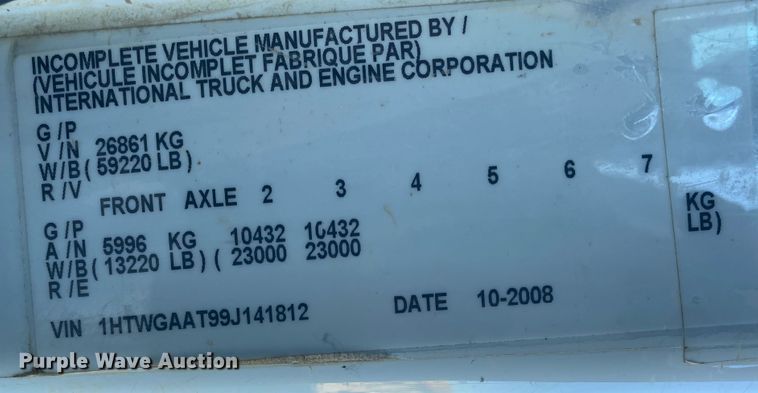 INCOMPLETE VEHICLE MANUFACTURED BY /
(VEHICULE INCOMPLET FABRIQUE PAR)
INTERNATIONAL TRUCK AND ENGINE CORPORATION
G /P
V /N 26861 KG
W/B ( 59220 LB )
R /V
FRONT AXLE 2 3 4 5 6 7
G /P
A /N 5996 KG 10432 10432 KG
W/B ( 13220 LB ) ( 23000 23000 LB)
R /E
VIN 1HTWGAAT99J141812 DATE 10-2008
Purple Wave Auction